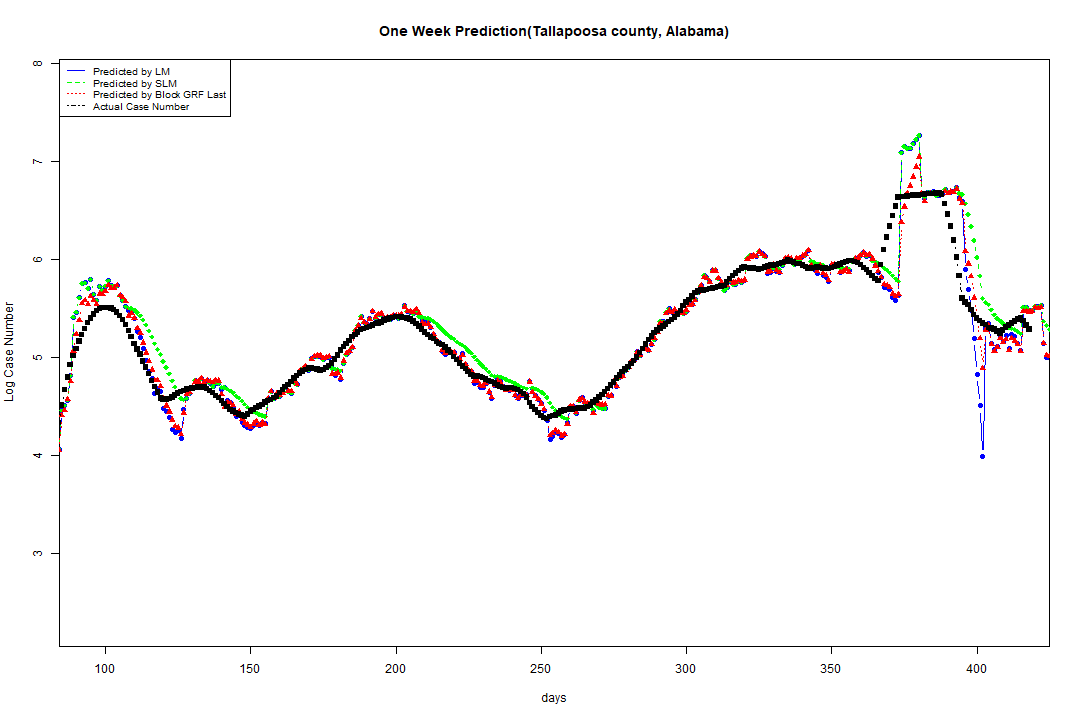 One Week Prediction(Tallapoosa county, Alabama)
Predicted by LM
Predicted by SLM
Predicted by Block GRF Last
Actual Case Number
Log Case Number
8
7
6
5
4
3
100 150 200 250 300 350 400
days